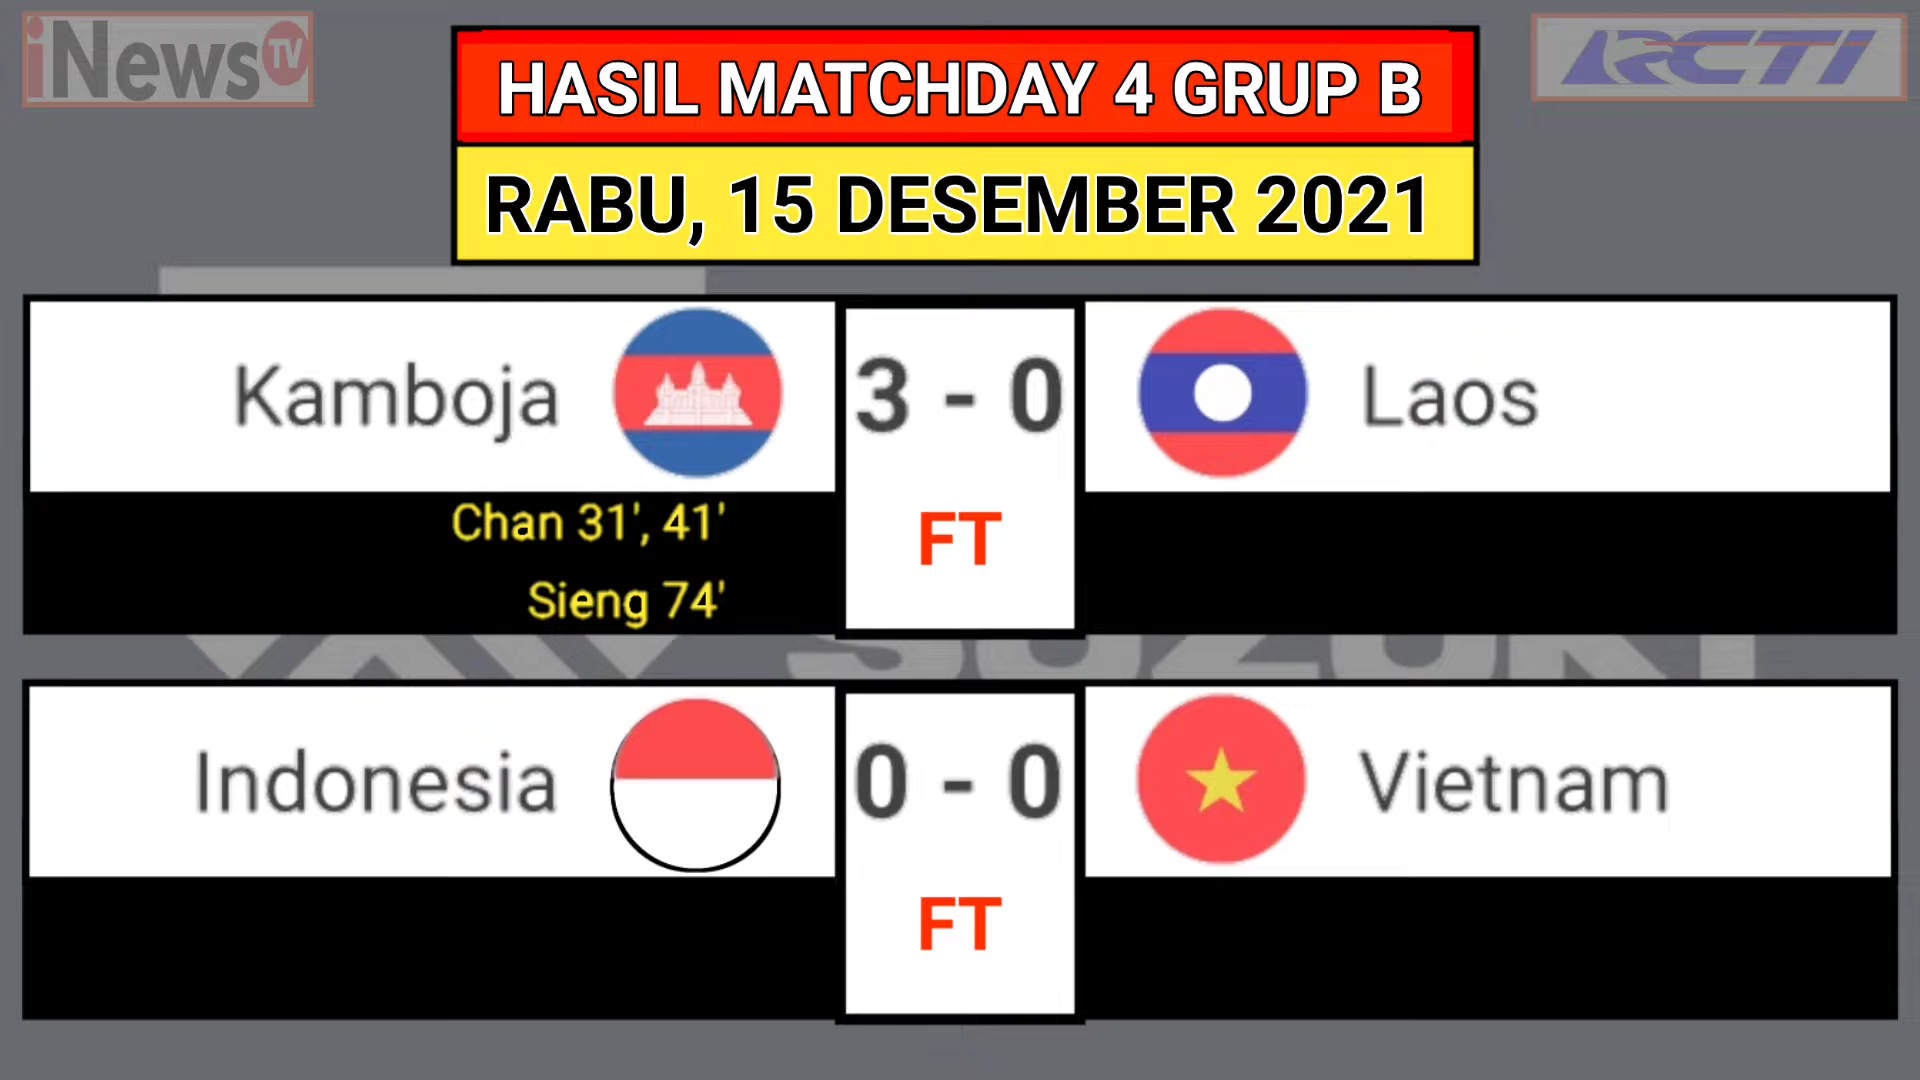 iNews TV
RCTI
HASIL MATCHDAY 4 GRUP B
RABU, 15 DESEMBER 2021
Kamboja 3 - 0 Laos
Chan 31', 41'
FT
Sieng 74'
SUZUKI
Indonesia 0 - 0 Vietnam
FT